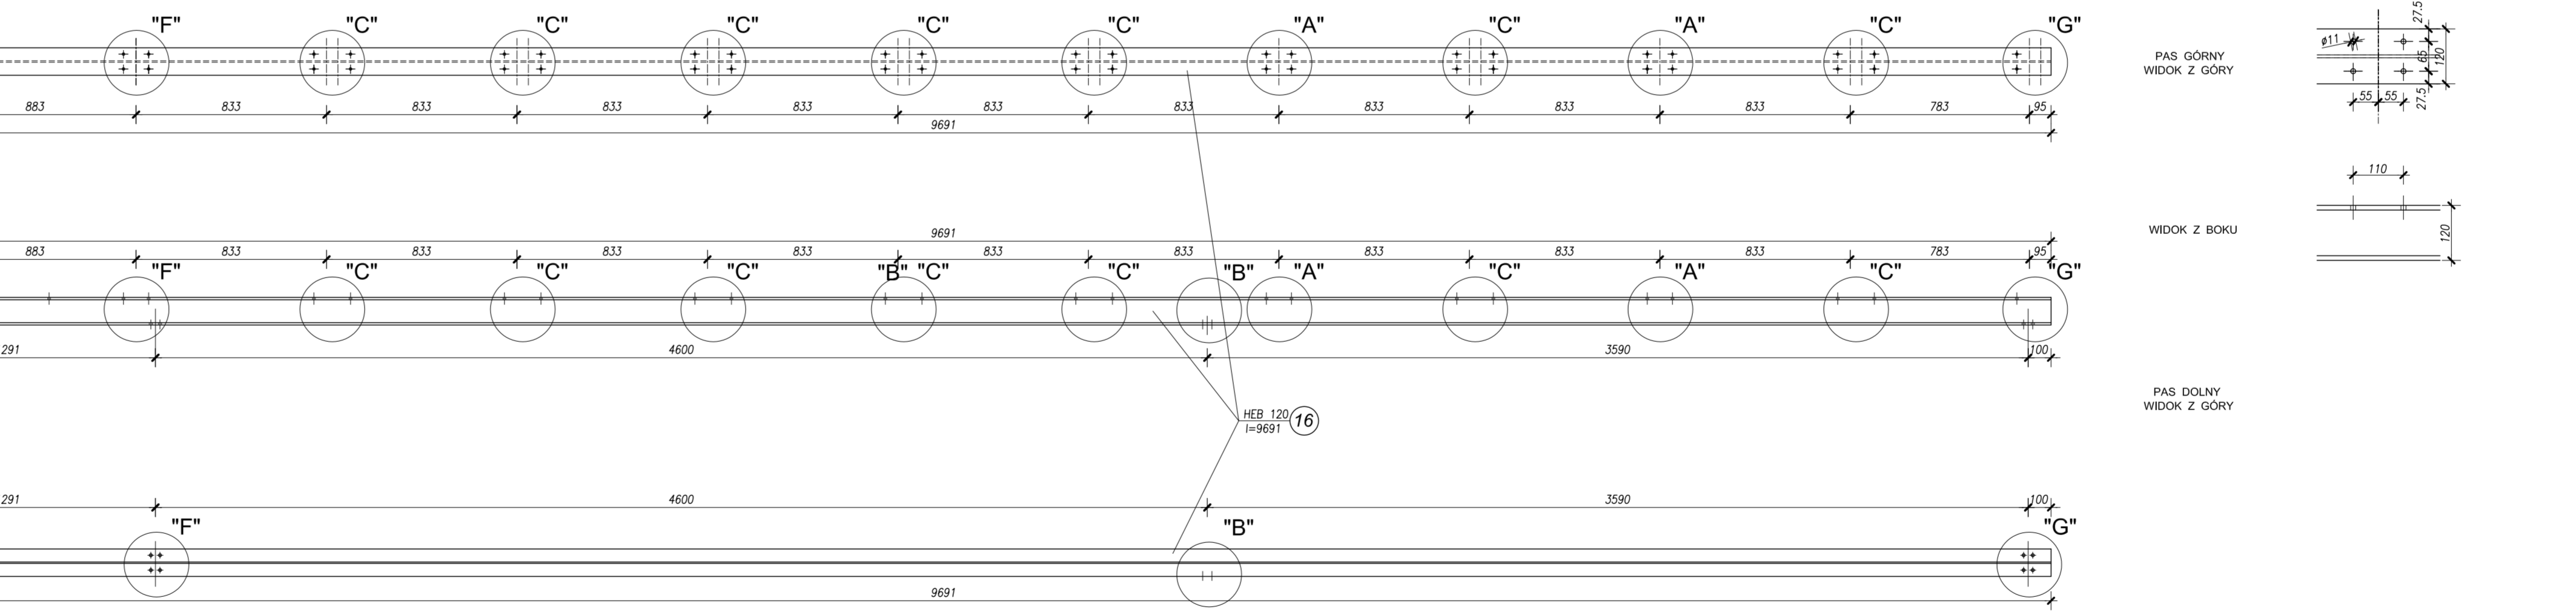 "F" "C" "C" "C" "C" "C" "A" "C" "A" "C" "G"
883 833 833 833 833 833 833 833 833 833 783 95
9691
PAS GÓRNY
WIDOK Z GÓRY
ø11
27.5
65
120
27.5
55 55
9691
883 833 833 833 833 833 833 833 833 833 783 95
"F" "C" "C" "C" "B" "C" "C" "B" "A" "C" "A" "C" "G"
291 4600 3590 100
WIDOK Z BOKU
110
120
HEB 120
l=9691
16
PAS DOLNY
WIDOK Z GÓRY
291 4600 3590 100
"F" "B" "G"
9691